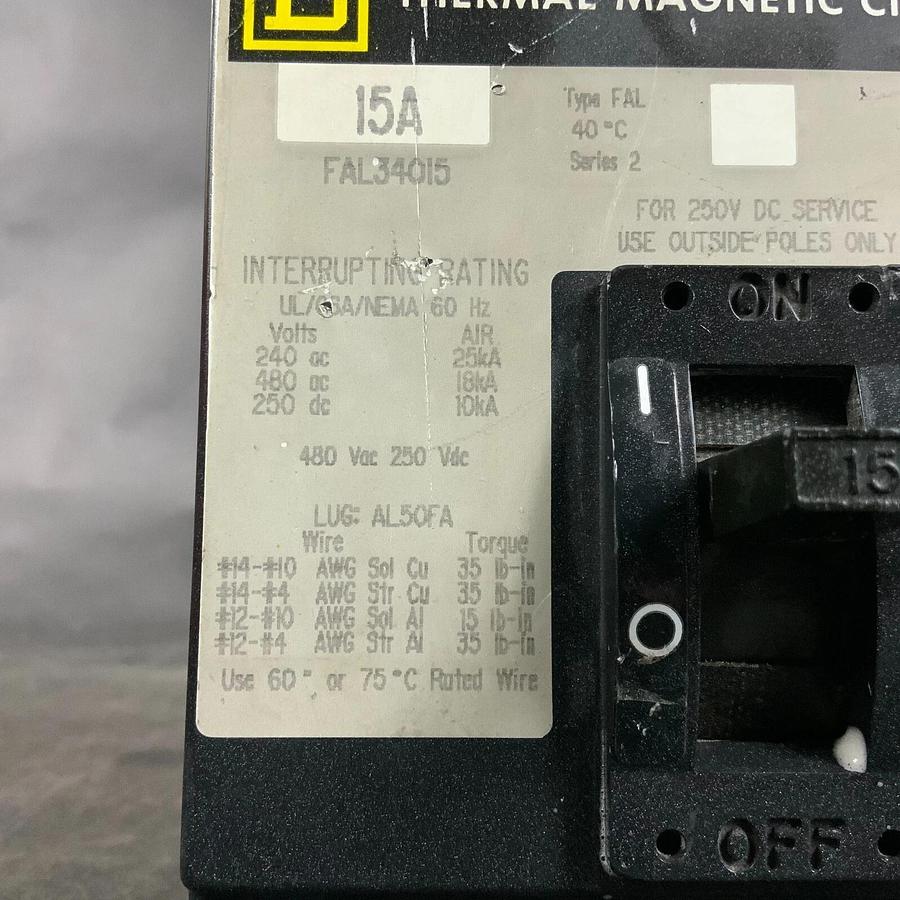 THERMAL MAGNETIC
15A
FAL34015
Type FAL
40°C
Series 2
FOR 250V DC SERVICE
USE OUTSIDE POLES ONLY
INTERRUPTING RATING
UL/CSA/NEMA 60 Hz
Volts AIR
240 ac 25kA
480 ac 18kA
250 dc 10kA
480 Vac 250 Vdc
LUG: AL50FA
Wire Torque
#14-#10 AWG Sol Cu 35 lb-in
#14-#4 AWG Str Cu 35 lb-in
#12-#10 AWG Sol Al 15 lb-in
#12-#4 AWG Str Al 35 lb-in
Use 60° or 75°C Rated Wire
ON
I
15
O
OFF